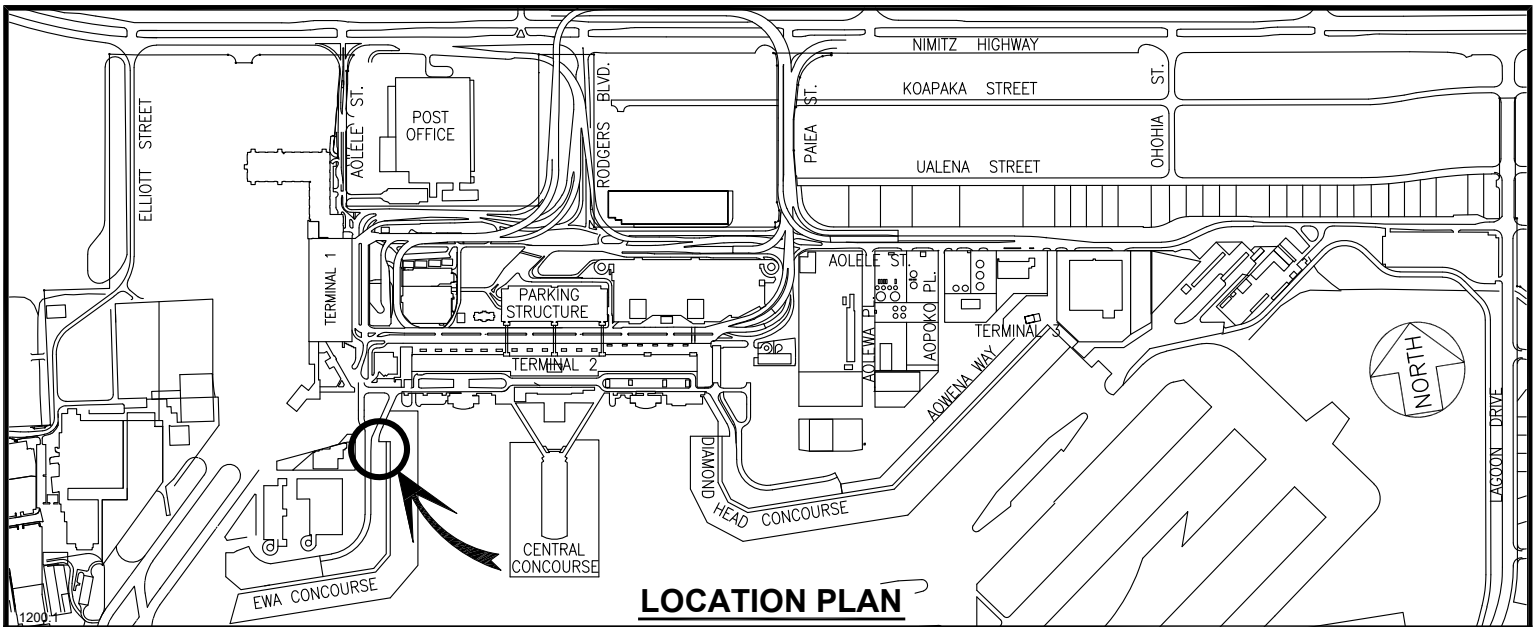 NIMITZ HIGHWAY
KOAPAKA STREET
ST.
OHOHIA
PAIEA ST.
UALENA STREET
RODGERS BLVD.
POST
OFFICE
AOLELE ST.
ELLIOTT STREET
TERMINAL 1
PARKING
STRUCTURE
TERMINAL 2
AOLELE ST.
AOLEWA PL.
AOPOKO PL.
TERMINAL 3
AOWENA WAY
NORTH
LAGOON DRIVE
DIAMOND
HEAD CONCOURSE
CENTRAL
CONCOURSE
EWA CONCOURSE
LOCATION PLAN
1200.1